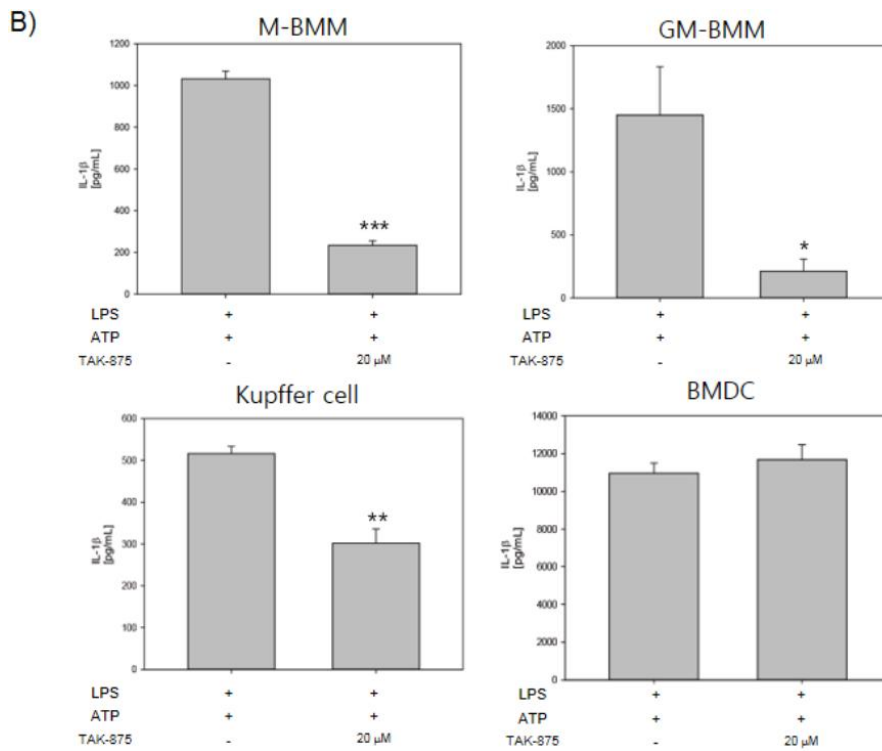 B)
M-BMM
GM-BMM
IL-1β
[pg/mL]
1200
1000
800
600
400
200
0
***
IL-1β
[pg/mL]
2000
1500
1000
500
0
*
LPS + +
ATP + +
TAK-875 - 20 μM
LPS + +
ATP + +
TAK-875 - 20 μM
Kupffer cell
BMDC
IL-1β
[pg/mL]
600
500
400
300
200
100
0
**
IL-1β
[pg/mL]
14000
12000
10000
8000
6000
4000
2000
0
LPS + +
ATP + +
TAK-875 - 20 μM
LPS + +
ATP + +
TAK-875 - 20 μM